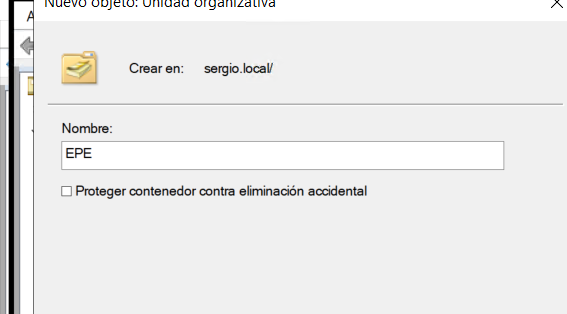 Nuevo objeto: Unidad organizativa
Crear en: sergio.local/
Nombre:
EPE
Proteger contenedor contra eliminación accidental